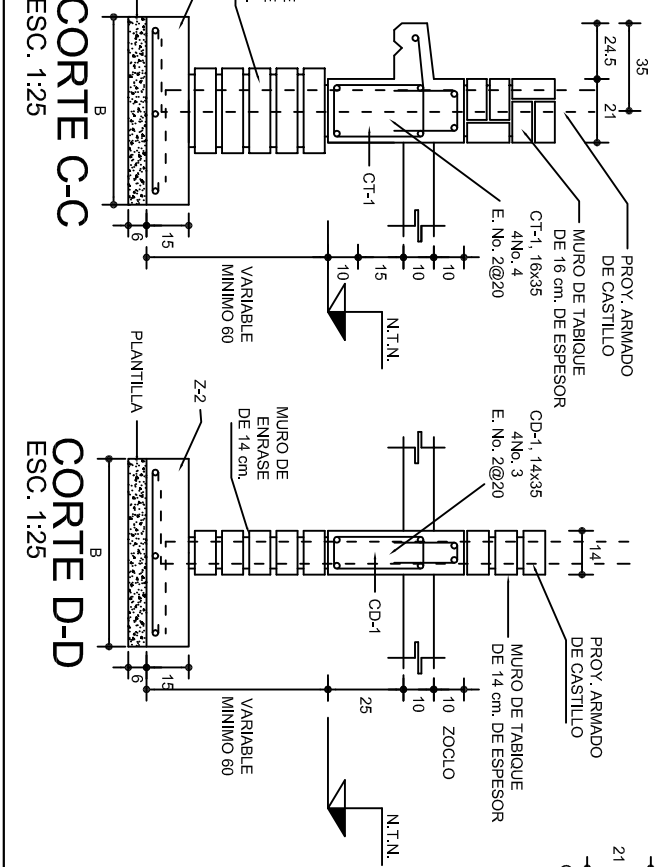 35
24.5
21
PROY. ARMADO
DE CASTILLO
MURO DE TABIQUE
DE 16 cm. DE ESPESOR
CT-1, 16x35
4No. 4
E. No. 2@20
CT-1
10
10
15
10
N.T.N.
VARIABLE
MINIMO 60
15
6
B
CORTE C-C
ESC. 1:25
14
PROY. ARMADO
DE CASTILLO
MURO DE TABIQUE
DE 14 cm. DE ESPESOR
CD-1, 14x35
4No. 3
E. No. 2@20
CD-1
ZOCLO
10
10
25
N.T.N.
MURO DE
ENRASE
DE 14 cm.
Z-2
PLANTILLA
VARIABLE
MINIMO 60
15
6
B
CORTE D-D
ESC. 1:25
21